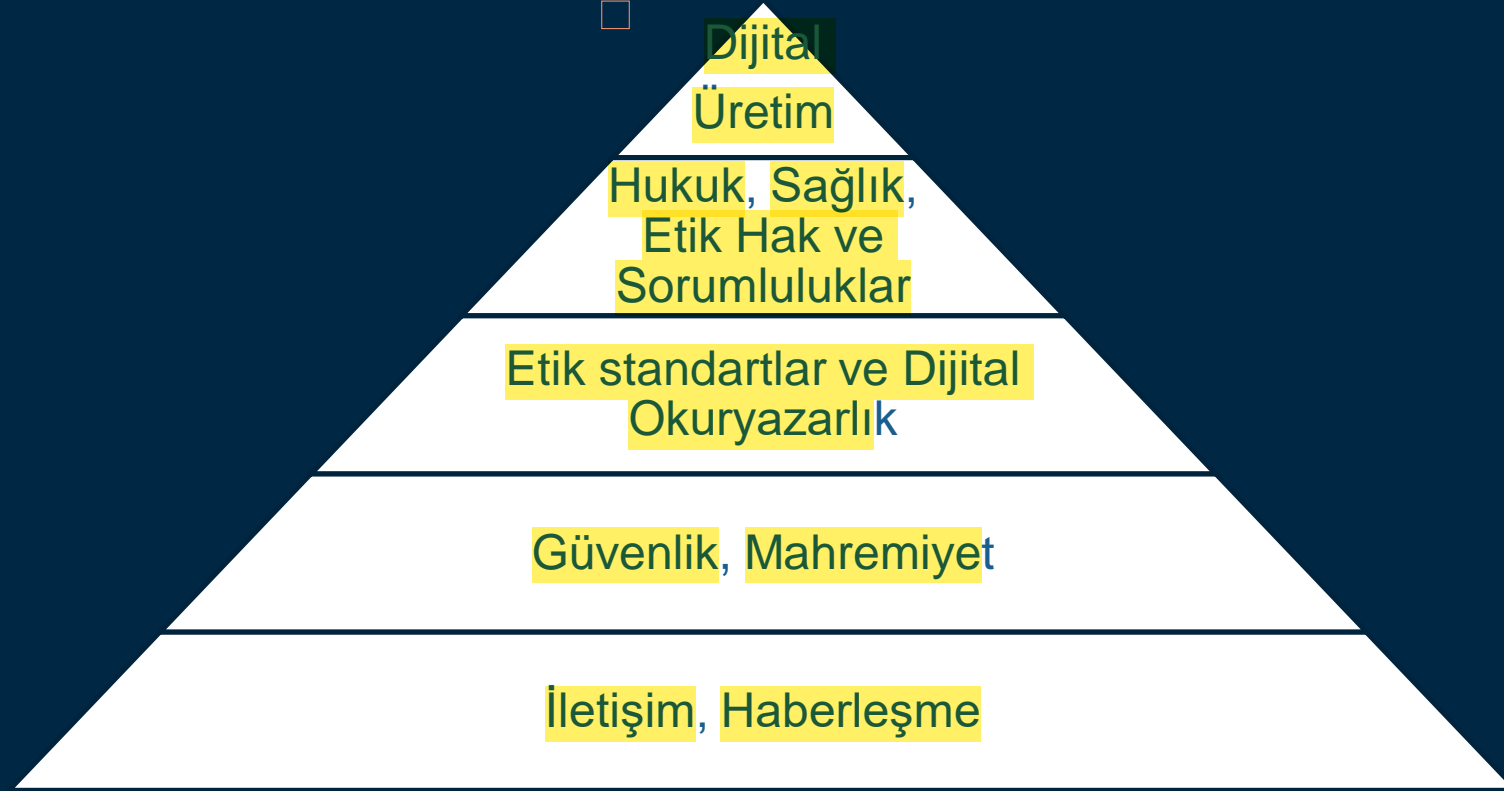 Dijital
Üretim
Hukuk, Sağlık,
Etik Hak ve
Sorumluluklar
Etik standartlar ve Dijital
Okuryazarlık
Güvenlik, Mahremiyet
İletişim, Haberleşme